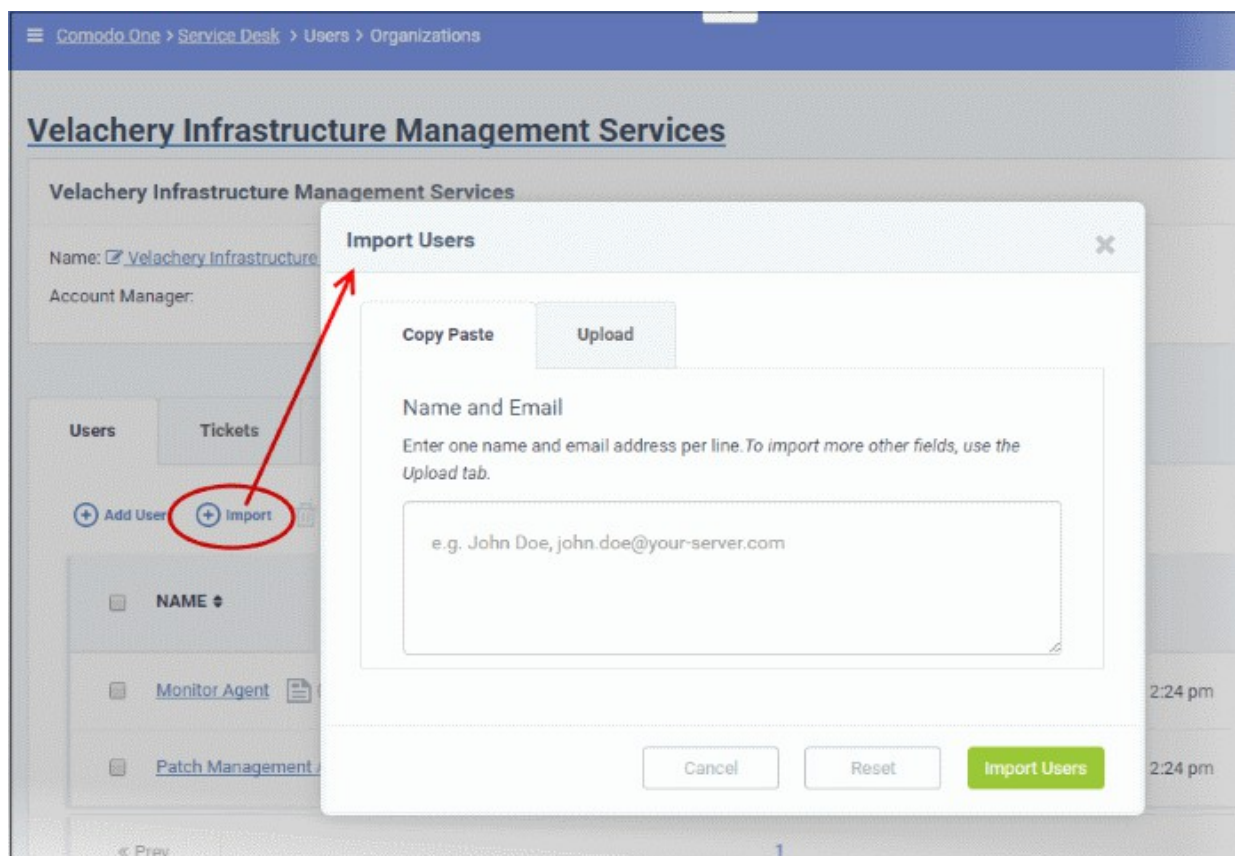 Comodo One > Service Desk > Users > Organizations
Velachery Infrastructure Management Services
Velachery Infrastructure Management Services
Name: Velachery Infrastructure
Account Manager:
Import Users
Copy Paste Upload
Name and Email
Enter one name and email address per line.To import more other fields, use the
Upload tab.
e.g. John Doe, john.doe@your-server.com
Cancel Reset Import Users
Users Tickets
Add User Import
NAME
Monitor Agent 2:24 pm
Patch Management 2:24 pm
« Prev 1